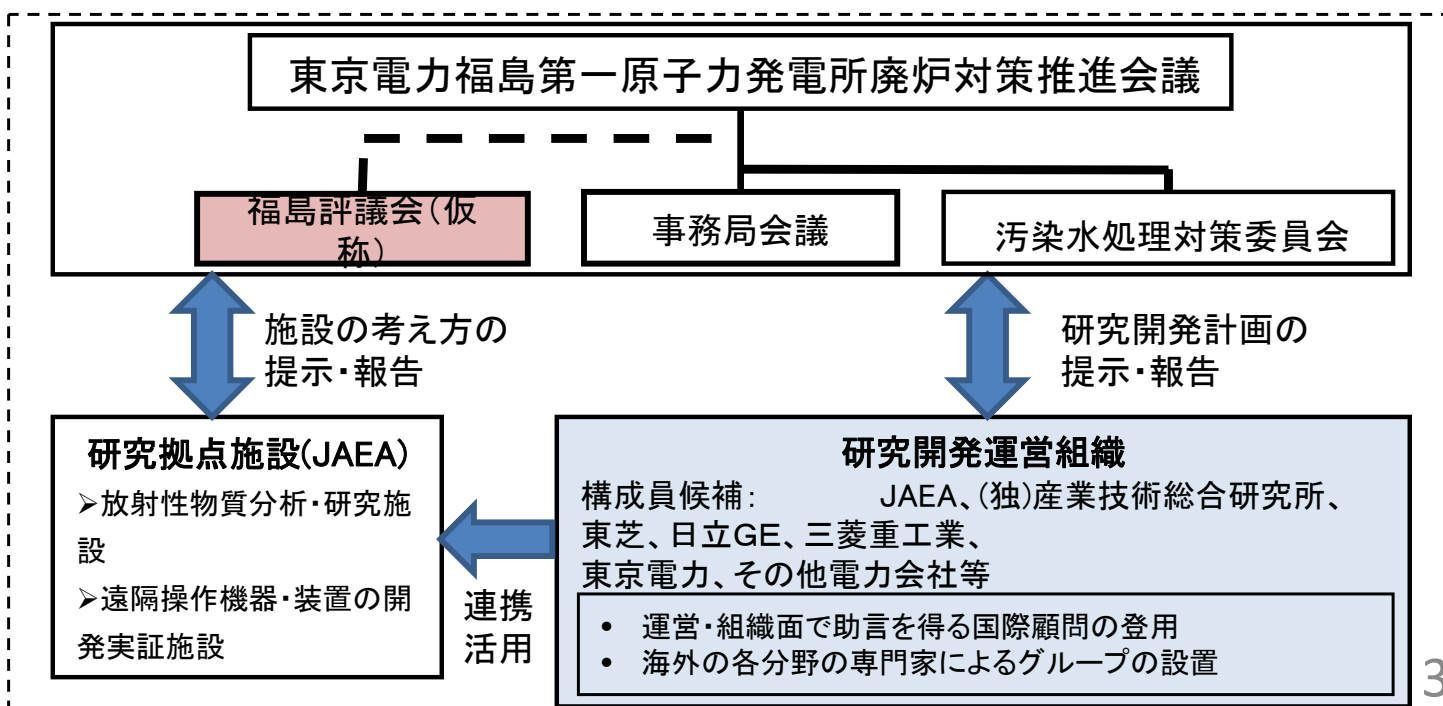 東京電力福島第一原子力発電所廃炉対策推進会議
福島評議会(仮
称)
事務局会議
汚染水処理対策委員会
施設の考え方の
提示・報告
研究開発計画の
提示・報告
研究拠点施設(JAEA)
➢放射性物質分析・研究施
設
➢遠隔操作機器・装置の開
発実証施設
連携
活用
研究開発運営組織
構成員候補: JAEA、(独)産業技術総合研究所、
東芝、日立GE、三菱重工業、
東京電力、その他電力会社等
• 運営・組織面で助言を得る国際顧問の登用
• 海外の各分野の専門家によるグループの設置
3